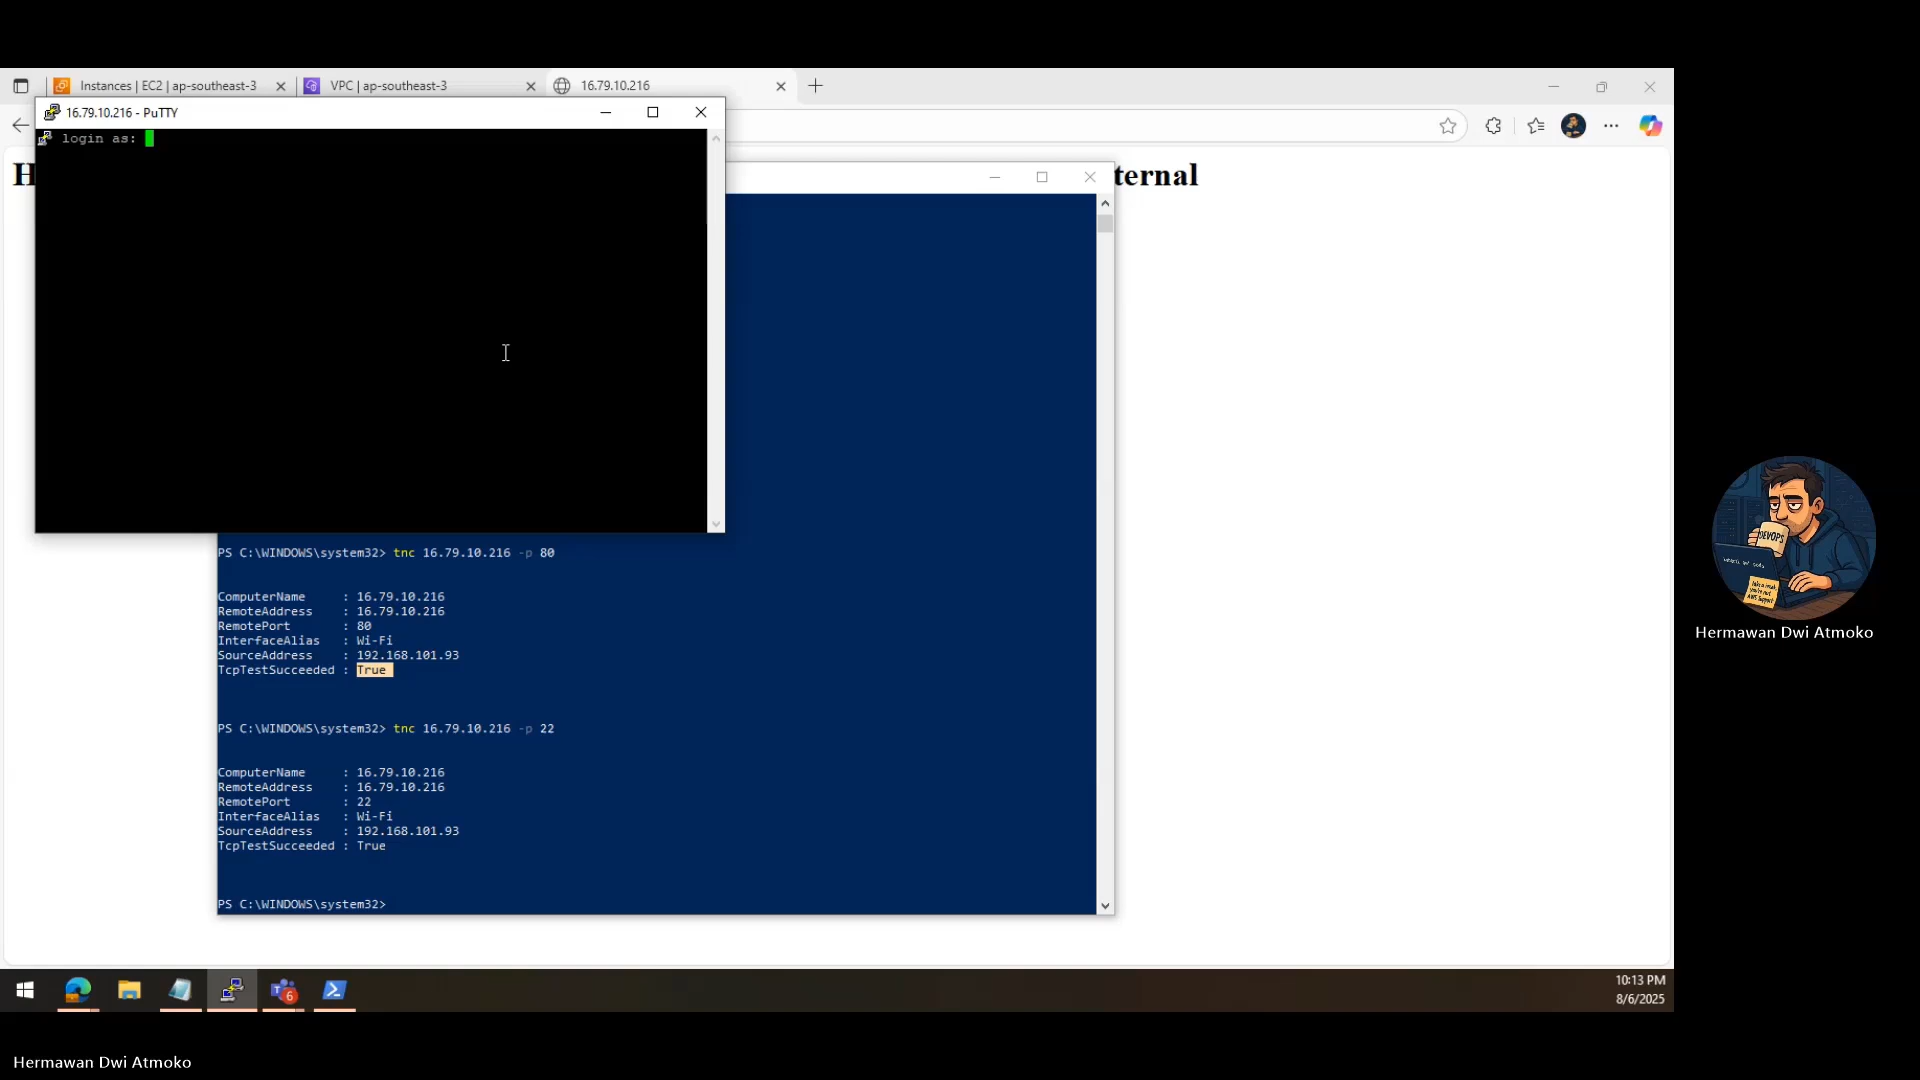 Instances | EC2 | ap-southeast-3
VPC | ap-southeast-3
16.79.10.216
16.79.10.216 - PuTTY
login as:
H
ternal
PS C:\WINDOWS\system32> tnc 16.79.10.216 -p 80
ComputerName : 16.79.10.216
RemoteAddress : 16.79.10.216
RemotePort : 80
InterfaceAlias : Wi-Fi
SourceAddress : 192.168.101.93
TcpTestSucceeded : True
PS C:\WINDOWS\system32> tnc 16.79.10.216 -p 22
ComputerName : 16.79.10.216
RemoteAddress : 16.79.10.216
RemotePort : 22
InterfaceAlias : Wi-Fi
SourceAddress : 192.168.101.93
TcpTestSucceeded : True
PS C:\WINDOWS\system32>
DEVOPS
Hermawan Dwi Atmoko
6
10:13 PM
8/6/2025
Hermawan Dwi Atmoko